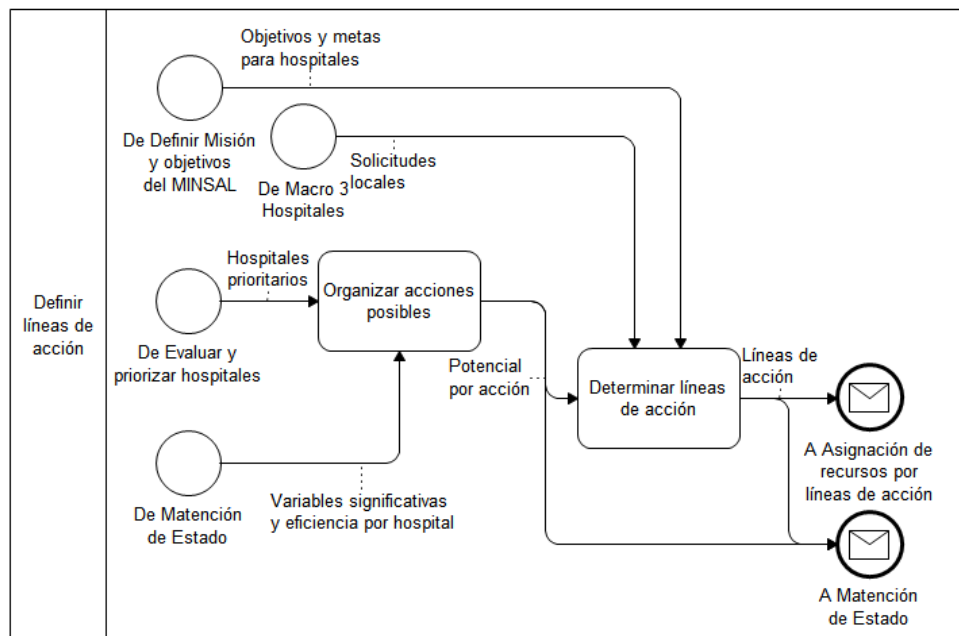 Definir
líneas de
acción
Objetivos y metas
para hospitales
De Definir Misión
y objetivos
del MINSAL
De Macro 3
Hospitales
Solicitudes
locales
Hospitales
prioritarios
De Evaluar y
priorizar hospitales
Organizar acciones
posibles
De Matención
de Estado
Variables significativas
y eficiencia por hospital
Potencial
por acción
Determinar líneas
de acción
Líneas de
acción
A Asignación de
recursos por
líneas de acción
A Matención
de Estado